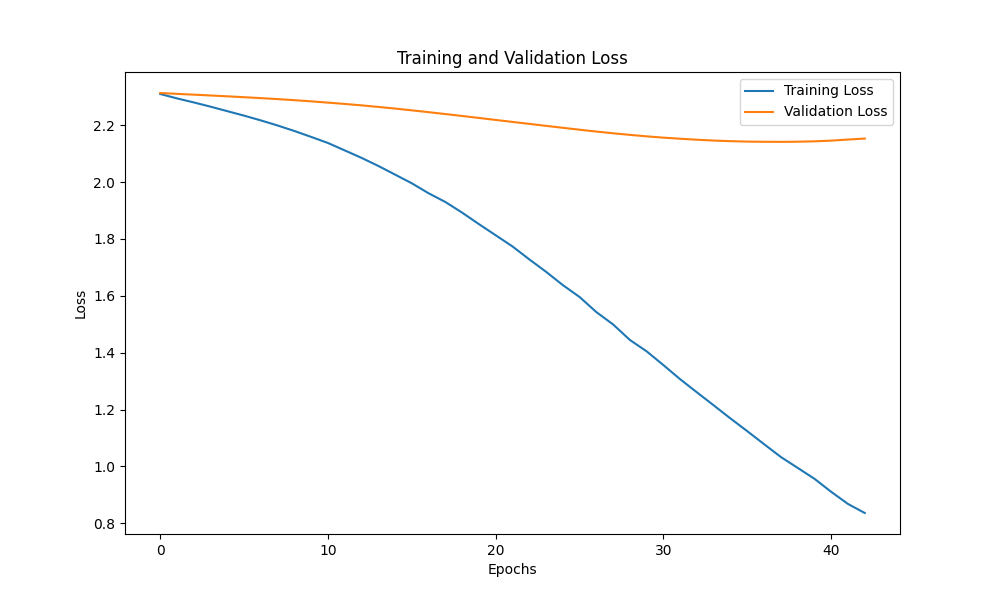 Training and Validation Loss
Training Loss
Validation Loss
2.2
2.0
1.8
1.6
1.4
1.2
1.0
0.8
Loss
0 10 20 30 40
Epochs